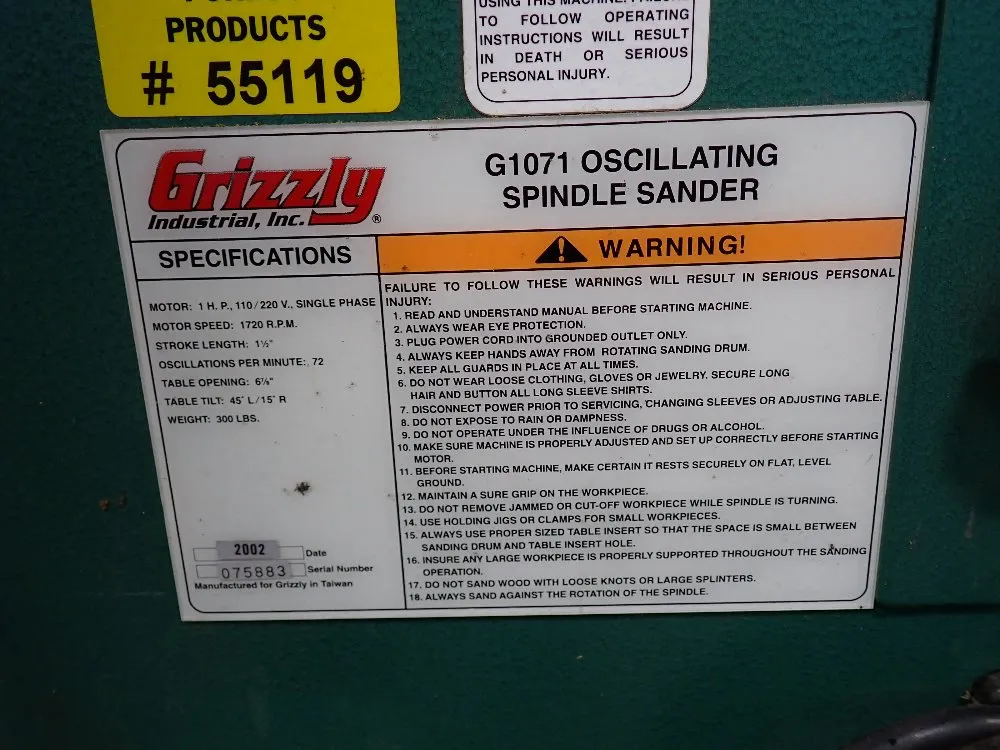 PRODUCTS
# 55119
USING THIS MACHINE. FAILURE
TO FOLLOW OPERATING
INSTRUCTIONS WILL RESULT
IN DEATH OR SERIOUS
PERSONAL INJURY.
Grizzly
Industrial, Inc.®
G1071 OSCILLATING
SPINDLE SANDER
SPECIFICATIONS
MOTOR: 1 H.P., 110/220 V., SINGLE PHASE
MOTOR SPEED: 1720 R.P.M.
STROKE LENGTH: 1½"
OSCILLATIONS PER MINUTE: 72
TABLE OPENING: 6⅞"
TABLE TILT: 45° L/15° R
WEIGHT: 300 LBS.
2002 Date
075883 Serial Number
Manufactured for Grizzly in Taiwan
WARNING!
FAILURE TO FOLLOW THESE WARNINGS WILL RESULT IN SERIOUS PERSONAL
INJURY:
1. READ AND UNDERSTAND MANUAL BEFORE STARTING MACHINE.
2. ALWAYS WEAR EYE PROTECTION.
3. PLUG POWER CORD INTO GROUNDED OUTLET ONLY.
4. ALWAYS KEEP HANDS AWAY FROM ROTATING SANDING DRUM.
5. KEEP ALL GUARDS IN PLACE AT ALL TIMES.
6. DO NOT WEAR LOOSE CLOTHING, GLOVES OR JEWELRY. SECURE LONG
HAIR AND BUTTON ALL LONG SLEEVE SHIRTS.
7. DISCONNECT POWER PRIOR TO SERVICING, CHANGING SLEEVES OR ADJUSTING TABLE.
8. DO NOT EXPOSE TO RAIN OR DAMPNESS.
9. DO NOT OPERATE UNDER THE INFLUENCE OF DRUGS OR ALCOHOL.
10. MAKE SURE MACHINE IS PROPERLY ADJUSTED AND SET UP CORRECTLY BEFORE STARTING
MOTOR.
11. BEFORE STARTING MACHINE, MAKE CERTAIN IT RESTS SECURELY ON FLAT, LEVEL
GROUND.
12. MAINTAIN A SURE GRIP ON THE WORKPIECE.
13. DO NOT REMOVE JAMMED OR CUT-OFF WORKPIECE WHILE SPINDLE IS TURNING.
14. USE HOLDING JIGS OR CLAMPS FOR SMALL WORKPIECES.
15. ALWAYS USE PROPER SIZED TABLE INSERT SO THAT THE SPACE IS SMALL BETWEEN
SANDING DRUM AND TABLE INSERT HOLE.
16. INSURE ANY LARGE WORKPIECE IS PROPERLY SUPPORTED THROUGHOUT THE SANDING
OPERATION.
17. DO NOT SAND WOOD WITH LOOSE KNOTS OR LARGE SPLINTERS.
18. ALWAYS SAND AGAINST THE ROTATION OF THE SPINDLE.